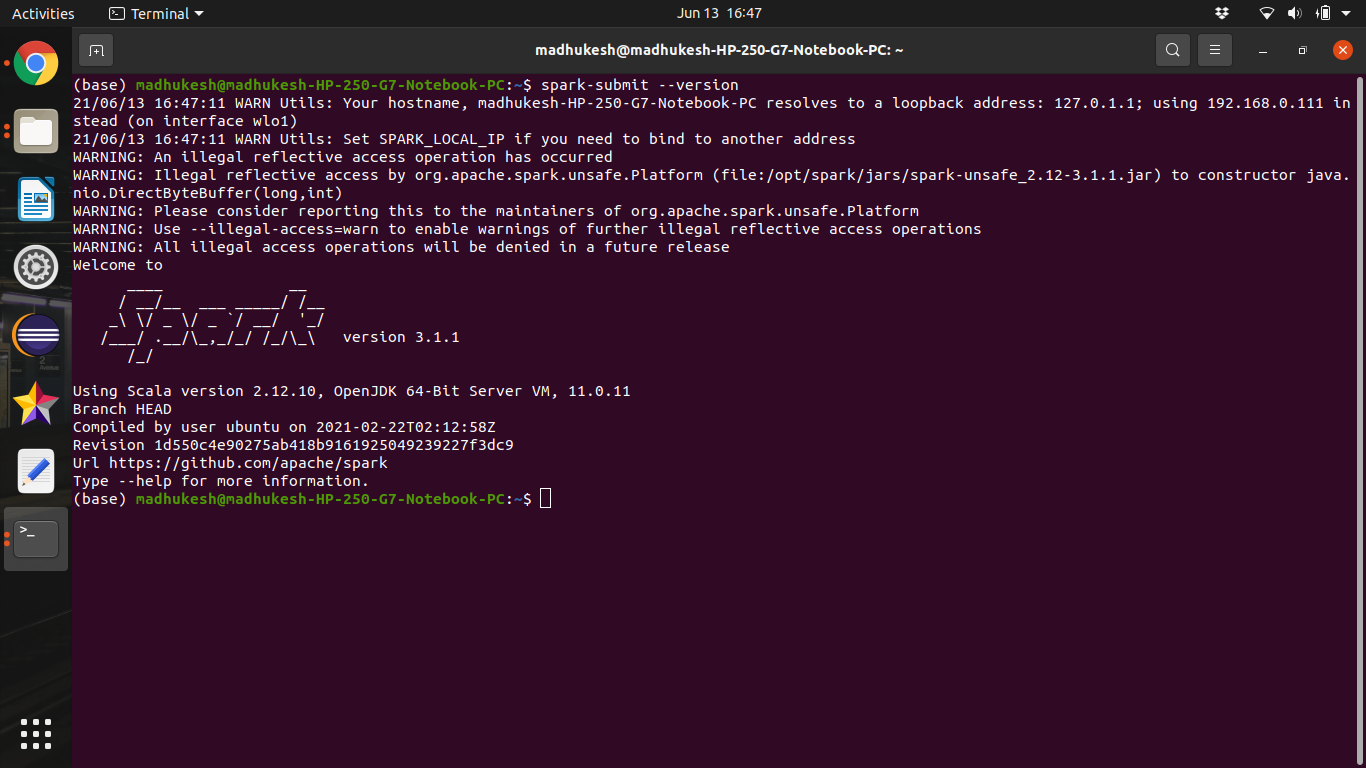 Activities
Terminal
Jun 13 16:47
madhukesh@madhukesh-HP-250-G7-Notebook-PC: ~
(base) madhukesh@madhukesh-HP-250-G7-Notebook-PC:~$ spark-submit --version
21/06/13 16:47:11 WARN Utils: Your hostname, madhukesh-HP-250-G7-Notebook-PC resolves to a loopback address: 127.0.1.1; using 192.168.0.111 in
stead (on interface wlo1)
21/06/13 16:47:11 WARN Utils: Set SPARK_LOCAL_IP if you need to bind to another address
WARNING: An illegal reflective access operation has occurred
WARNING: Illegal reflective access by org.apache.spark.unsafe.Platform (file:/opt/spark/jars/spark-unsafe_2.12-3.1.1.jar) to constructor java.
nio.DirectByteBuffer(long,int)
WARNING: Please consider reporting this to the maintainers of org.apache.spark.unsafe.Platform
WARNING: Use --illegal-access=warn to enable warnings of further illegal reflective access operations
WARNING: All illegal access operations will be denied in a future release
Welcome to
      ____              __
     / __/__  ___ _____/ /__
    _\ \/ _ \/ _ `/ __/  '_/
   /___/ .__/\_,_/_/ /_/\_\   version 3.1.1
      /_/
Using Scala version 2.12.10, OpenJDK 64-Bit Server VM, 11.0.11
Branch HEAD
Compiled by user ubuntu on 2021-02-22T02:12:58Z
Revision 1d550c4e90275ab418b9161925049239227f3dc9
Url https://github.com/apache/spark
Type --help for more information.
(base) madhukesh@madhukesh-HP-250-G7-Notebook-PC:~$